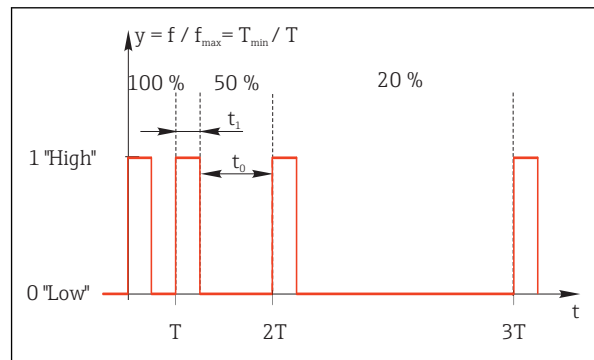 y = f / fmax = Tmin / T
100 % 50 % 20 %
t1
1 "High"
t0
0 "Low"
t
T 2T 3T